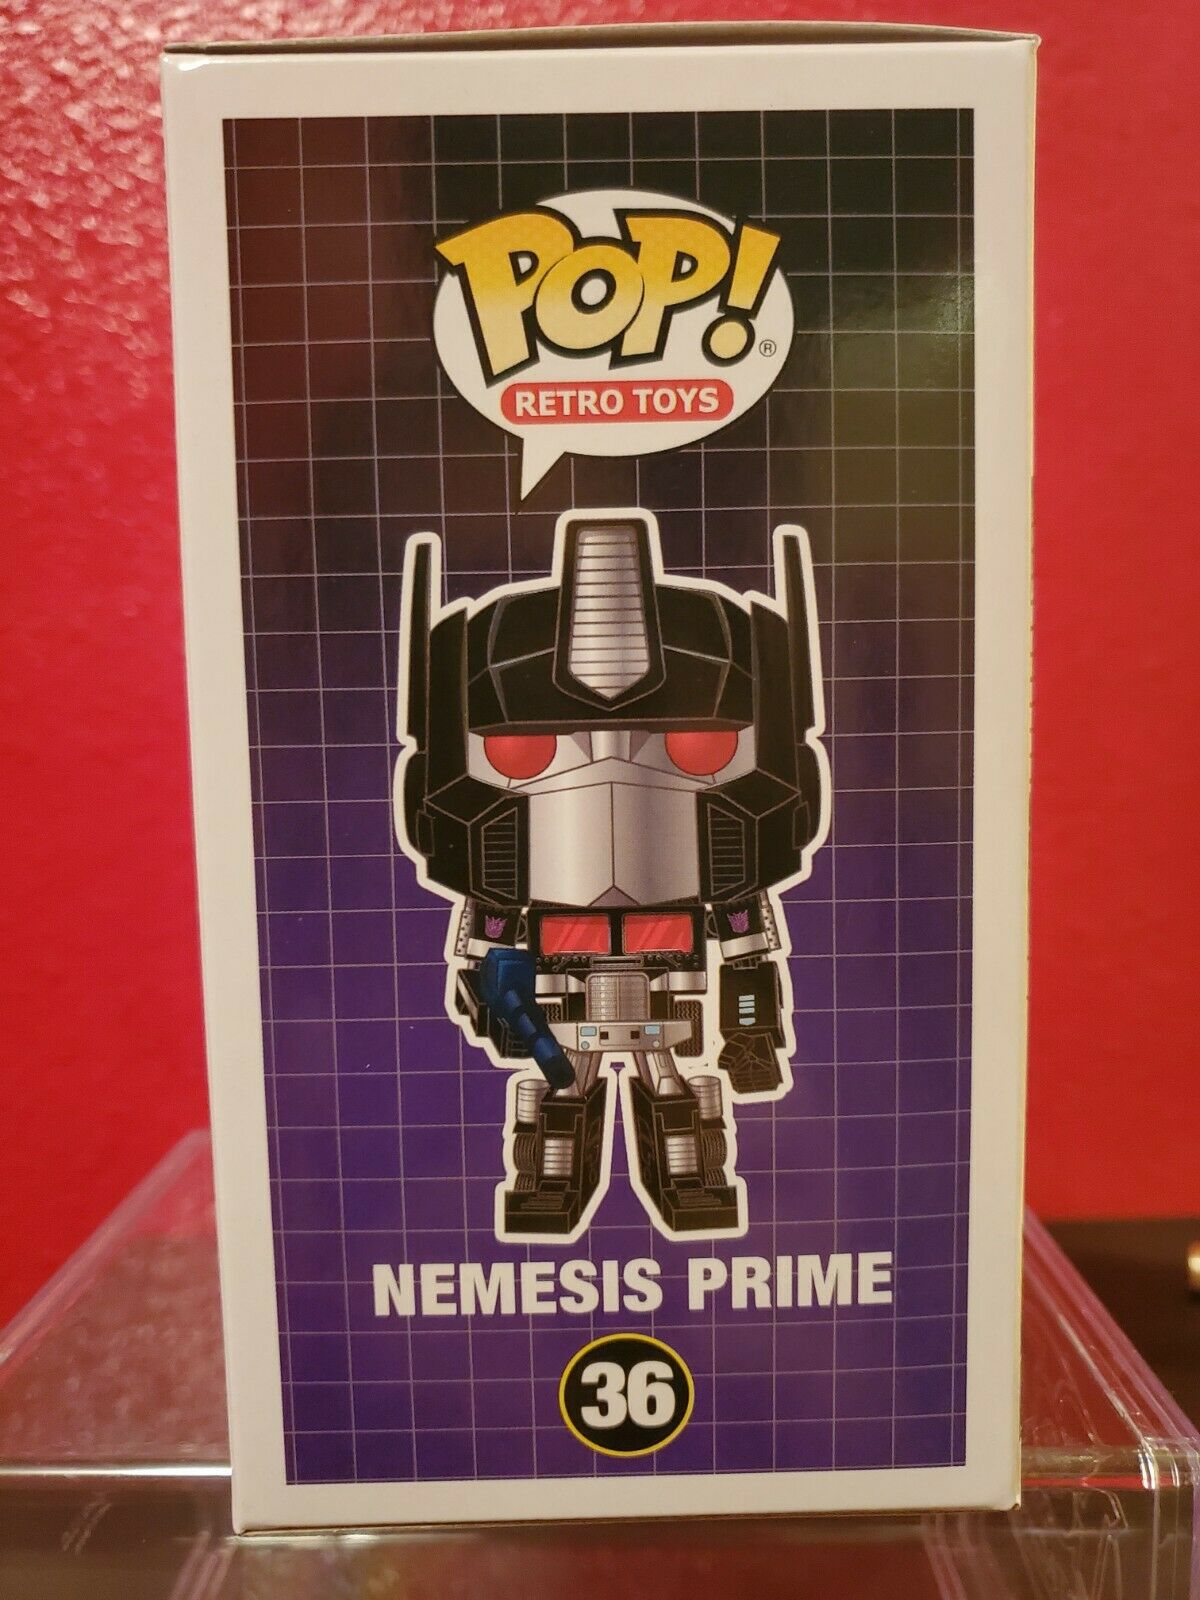 POP!
®
RETRO TOYS
NEMESIS PRIME
36